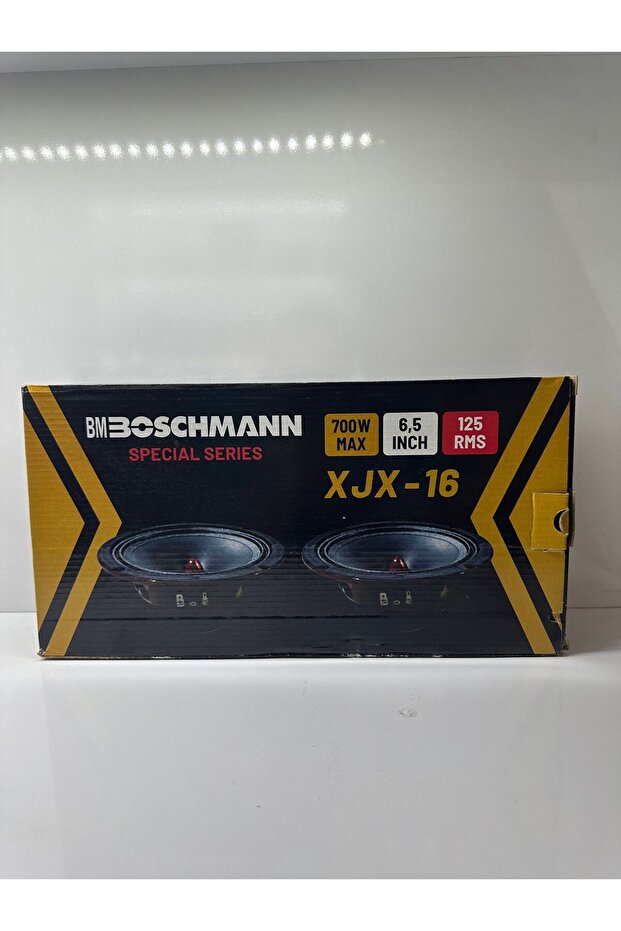 BM BOSCHMANN
SPECIAL SERIES
700W
MAX
6,5
INCH
125
RMS
XJX-16